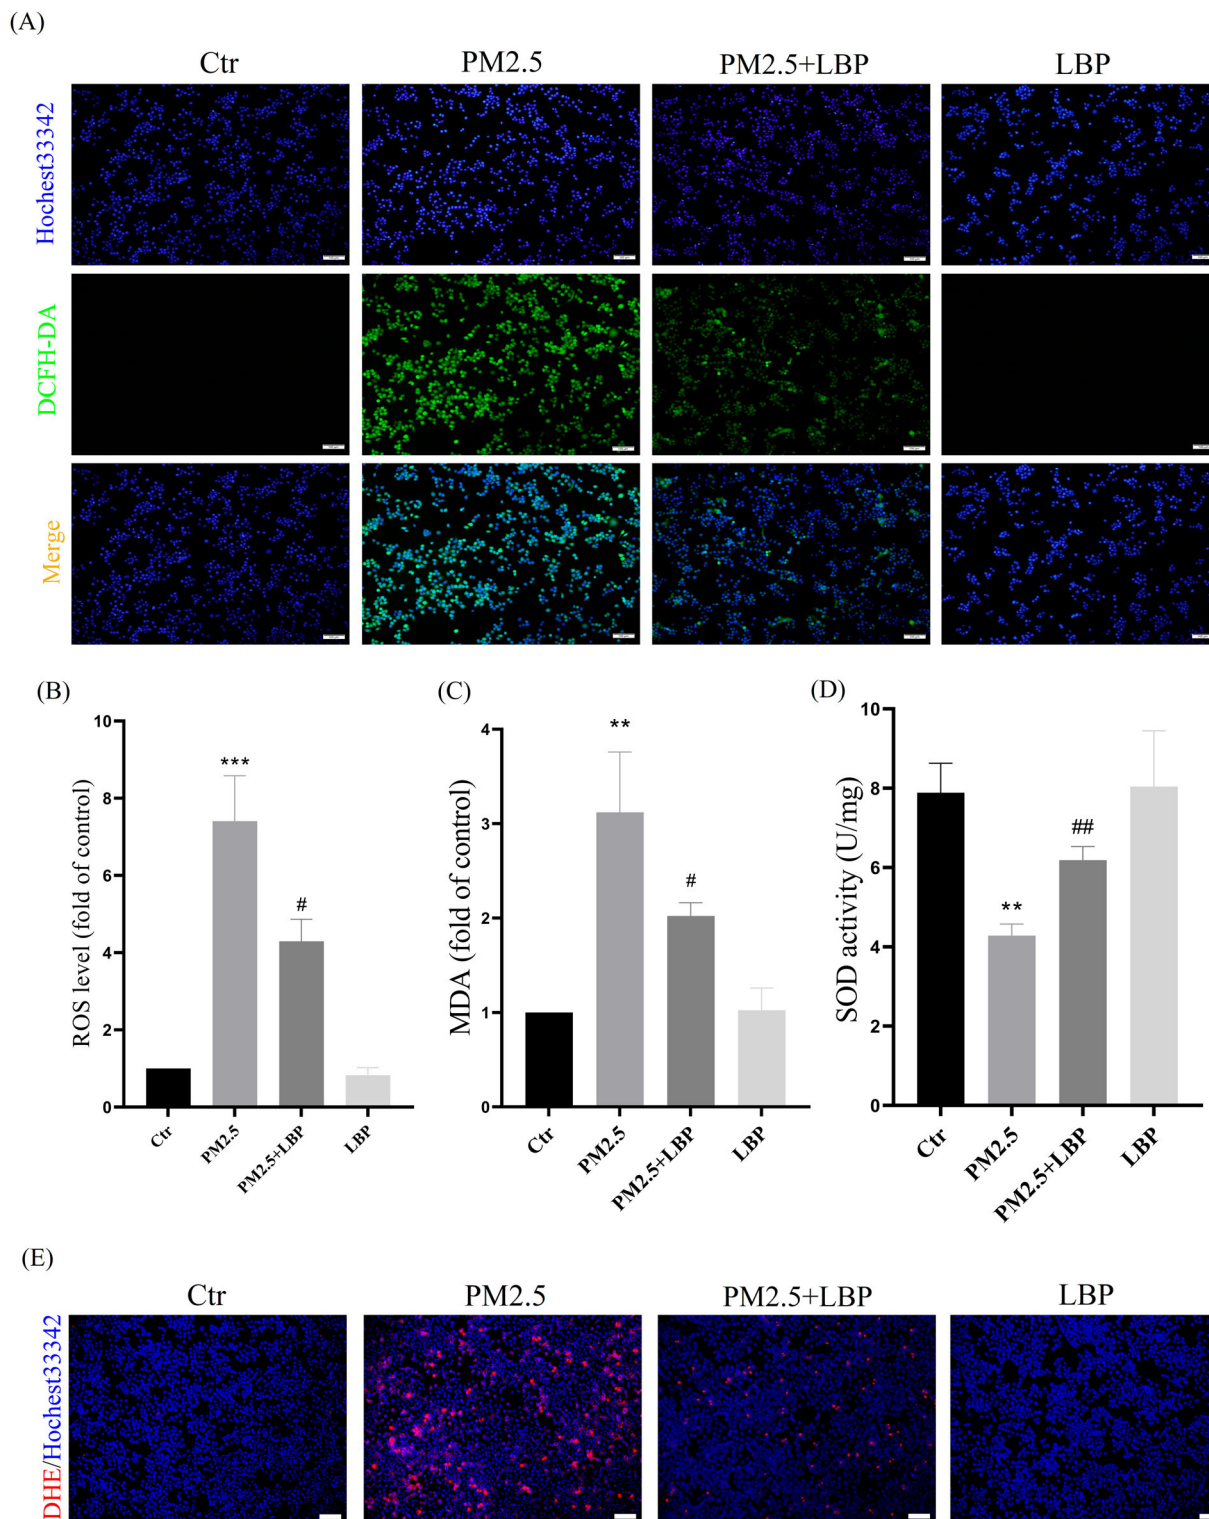 (A)
Ctr PM2.5 PM2.5+LBP LBP
Hochest33342
DCFH-DA
Merge
(B)
ROS level (fold of control)
10
8
6
4
2
0
***
#
Ctr PM2.5 PM2.5+LBP LBP
(C)
MDA (fold of control)
4
3
2
1
0
**
#
Ctr PM2.5 PM2.5+LBP LBP
(D)
SOD activity (U/mg)
10
8
6
4
2
0
**
##
Ctr PM2.5 PM2.5+LBP LBP
(E)
Ctr PM2.5 PM2.5+LBP LBP
DHE/Hochest33342